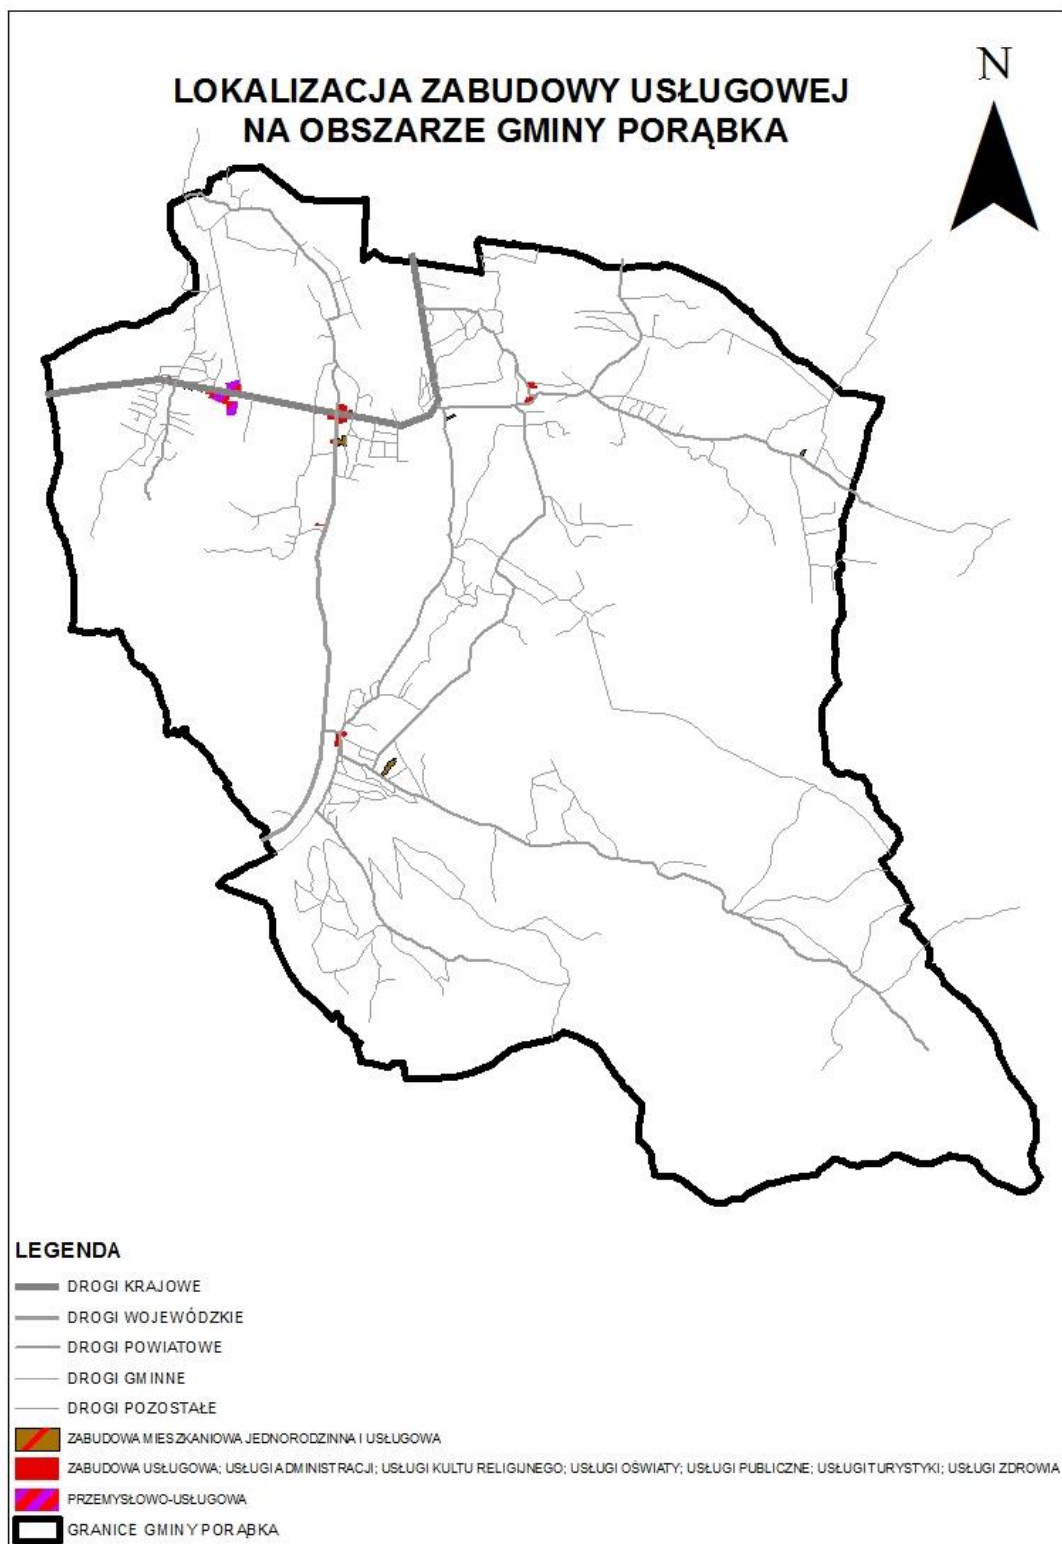 N
LOKALIZACJA ZABUDOWY USŁUGOWEJ
NA OBSZARZE GMINY PORĄBKA
LEGENDA
DROGI KRAJOWE
DROGI WOJEWÓDZKIE
DROGI POWIATOWE
DROGI GMINNE
DROGI POZOSTAŁE
ZABUDOWA MIESZKANIOWA JEDNORODZINNA I USŁUGOWA
ZABUDOWA USŁUGOWA; USŁUGI ADMINISTRACJI; USŁUGI KULTU RELIGIJNEGO; USŁUGI OŚWIATY; USŁUGI PUBLICZNE; USŁUGI TURYSTYKI; USŁUGI ZDROWIA
PRZEMYSŁOWO-USŁUGOWA
GRANICE GMINY PORĄBKA